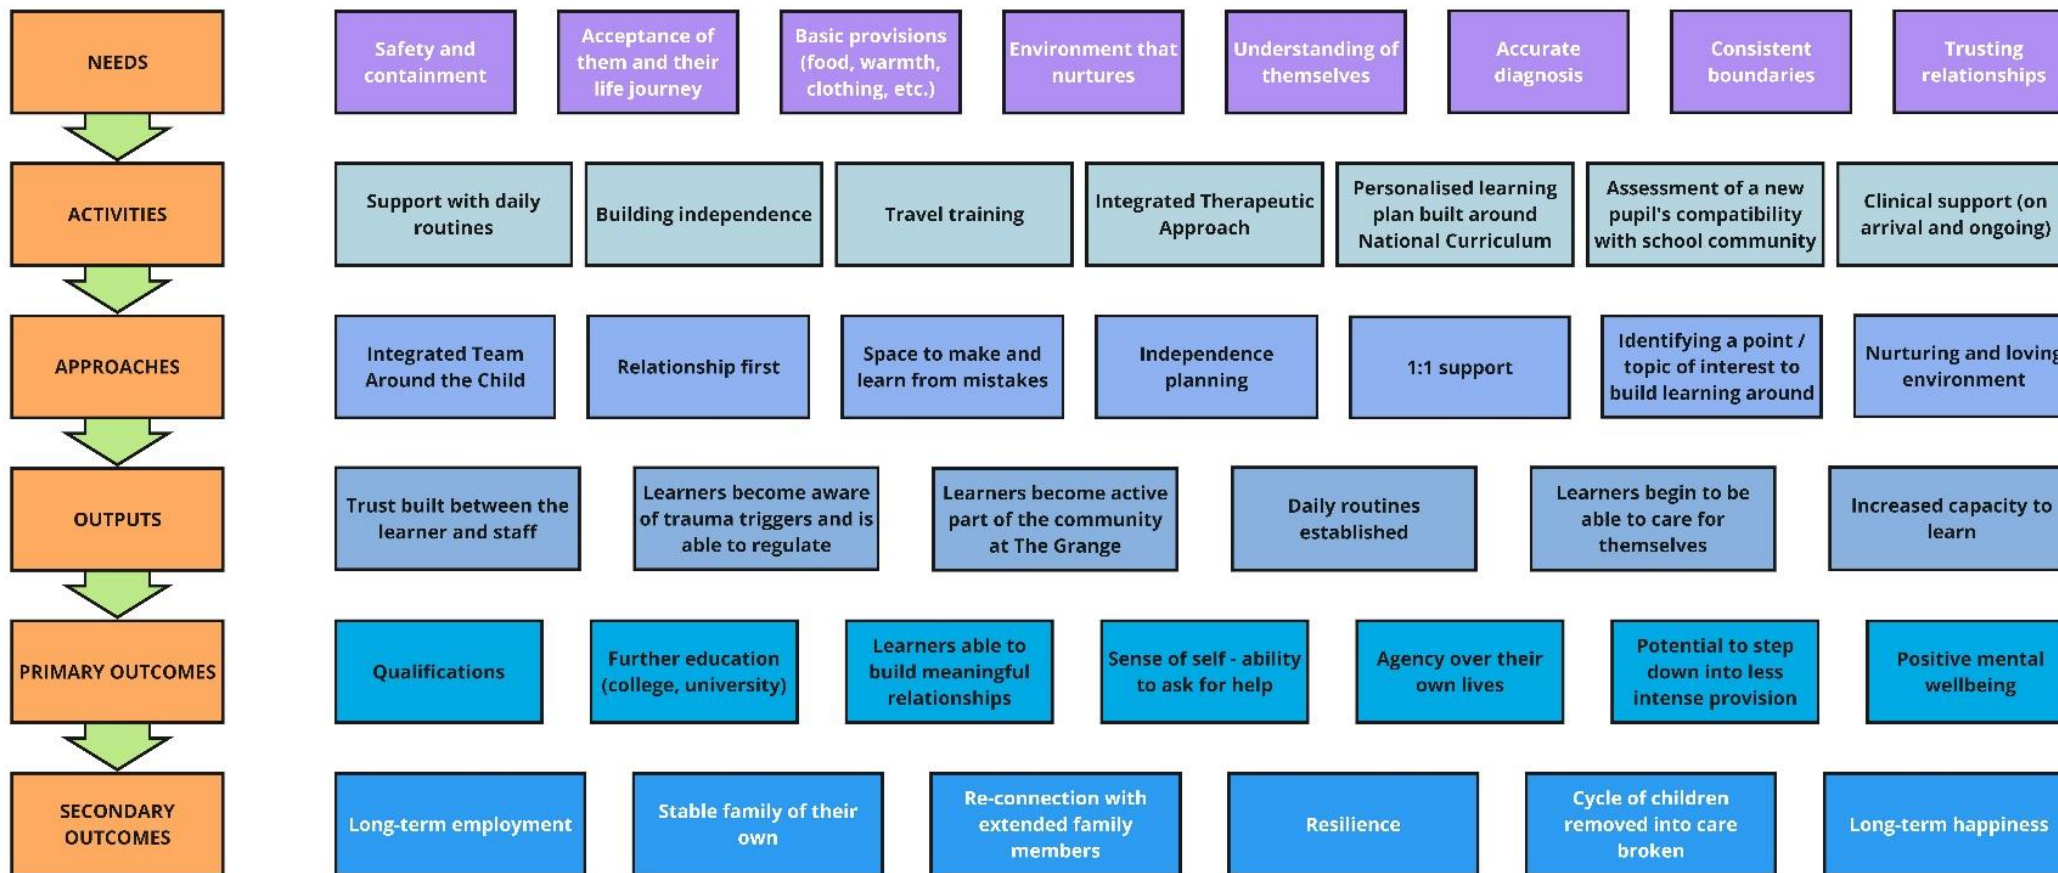 NEEDS
Safety and
containment
Acceptance of
them and their
life journey
Basic provisions
(food, warmth,
clothing, etc.)
Environment that
nurtures
Understanding of
themselves
Accurate
diagnosis
Consistent
boundaries
Trusting
relationships
ACTIVITIES
Support with daily
routines
Building independence
Travel training
Integrated Therapeutic
Approach
Personalised learning
plan built around
National Curriculum
Assessment of a new
pupil's compatibility
with school community
Clinical support (on
arrival and ongoing)
APPROACHES
Integrated Team
Around the Child
Relationship first
Space to make and
learn from mistakes
Independence
planning
1:1 support
Identifying a point /
topic of interest to
build learning around
Nurturing and loving
environment
OUTPUTS
Trust built between the
learner and staff
Learners become aware
of trauma triggers and is
able to regulate
Learners become active
part of the community
at The Grange
Daily routines
established
Learners begin to be
able to care for
themselves
Increased capacity to
learn
PRIMARY OUTCOMES
Qualifications
Further education
(college, university)
Learners able to
build meaningful
relationships
Sense of self - ability
to ask for help
Agency over their
own lives
Potential to step
down into less
intense provision
Positive mental
wellbeing
SECONDARY
OUTCOMES
Long-term employment
Stable family of their
own
Re-connection with
extended family
members
Resilience
Cycle of children
removed into care
broken
Long-term happiness